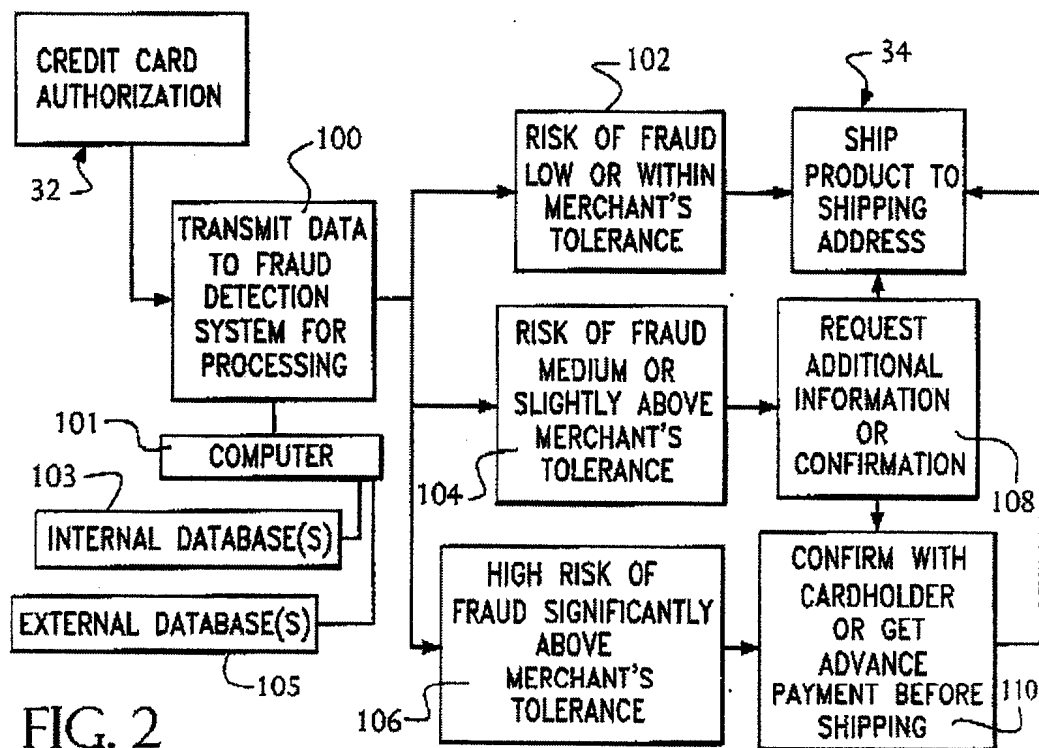 CREDIT CARD
AUTHORIZATION
32
100
TRANSMIT DATA
TO FRAUD
DETECTION
SYSTEM FOR
PROCESSING
101
COMPUTER
103
INTERNAL DATABASE(S)
EXTERNAL DATABASE(S)
105
102
RISK OF FRAUD
LOW OR WITHIN
MERCHANT'S
TOLERANCE
34
SHIP
PRODUCT TO
SHIPPING
ADDRESS
RISK OF FRAUD
MEDIUM OR
SLIGHTLY ABOVE
MERCHANT'S
TOLERANCE
104
REQUEST
ADDITIONAL
INFORMATION
OR
CONFIRMATION
108
HIGH RISK OF
FRAUD SIGNIFICANTLY
ABOVE
MERCHANT'S
TOLERANCE
106
CONFIRM WITH
CARDHOLDER
OR GET
ADVANCE
PAYMENT BEFORE
SHIPPING
110
FIG. 2